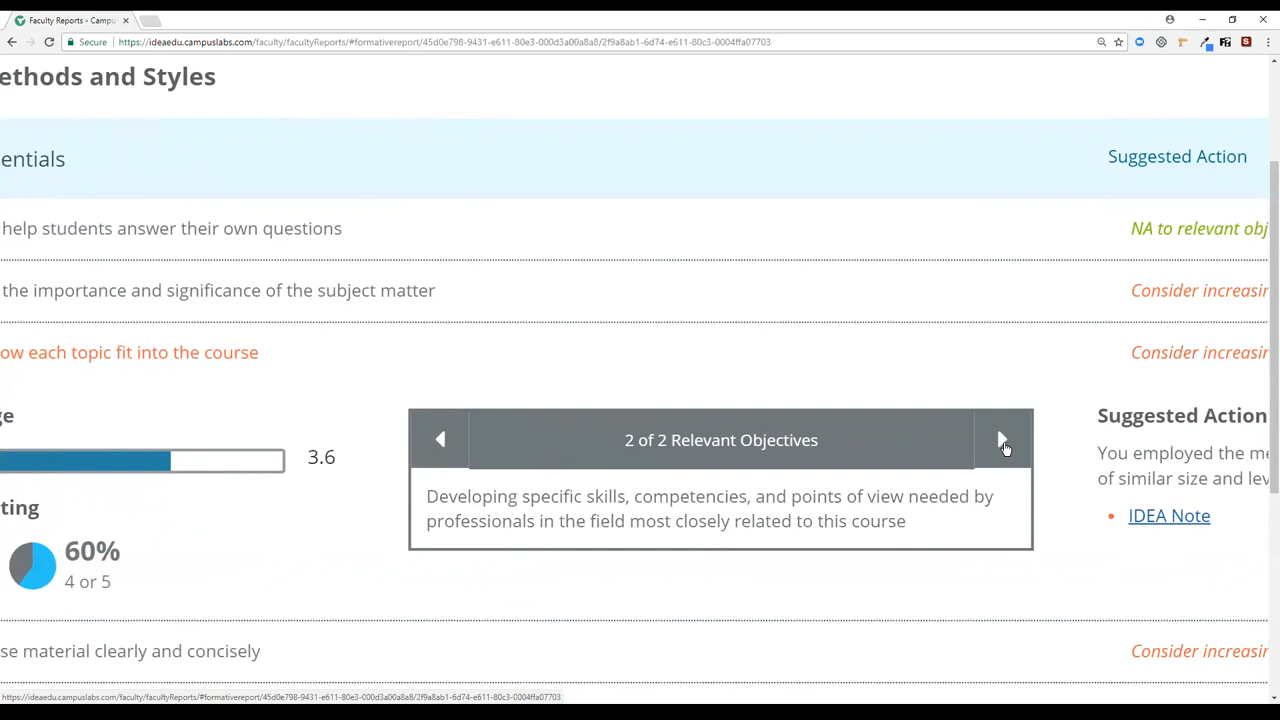 Faculty Reports - Campu
Secure https://ideaedu.campuslabs.com/faculty/facultyReports/#formativereport/45d0e798-9431-e611-80e3-000d3a00a8a8/2f9a8ab1-6d74-e611-80c3-0004ffa07703
ethods and Styles
entials
Suggested Action
help students answer their own questions
NA to relevant obj
the importance and significance of the subject matter
Consider increasin
ow each topic fit into the course
Consider increasin
ge
3.6
2 of 2 Relevant Objectives
Developing specific skills, competencies, and points of view needed by
professionals in the field most closely related to this course
Suggested Action
You employed the me
of similar size and lev
IDEA Note
ting
60%
4 or 5
se material clearly and concisely
Consider increasin
https://ideaedu.campuslabs.com/faculty/facultyReports/#formativereport/45d0e798-9431-e611-80e3-000d3a00a8a8/2f9a8ab1-6d74-e611-80c3-0004ffa07703